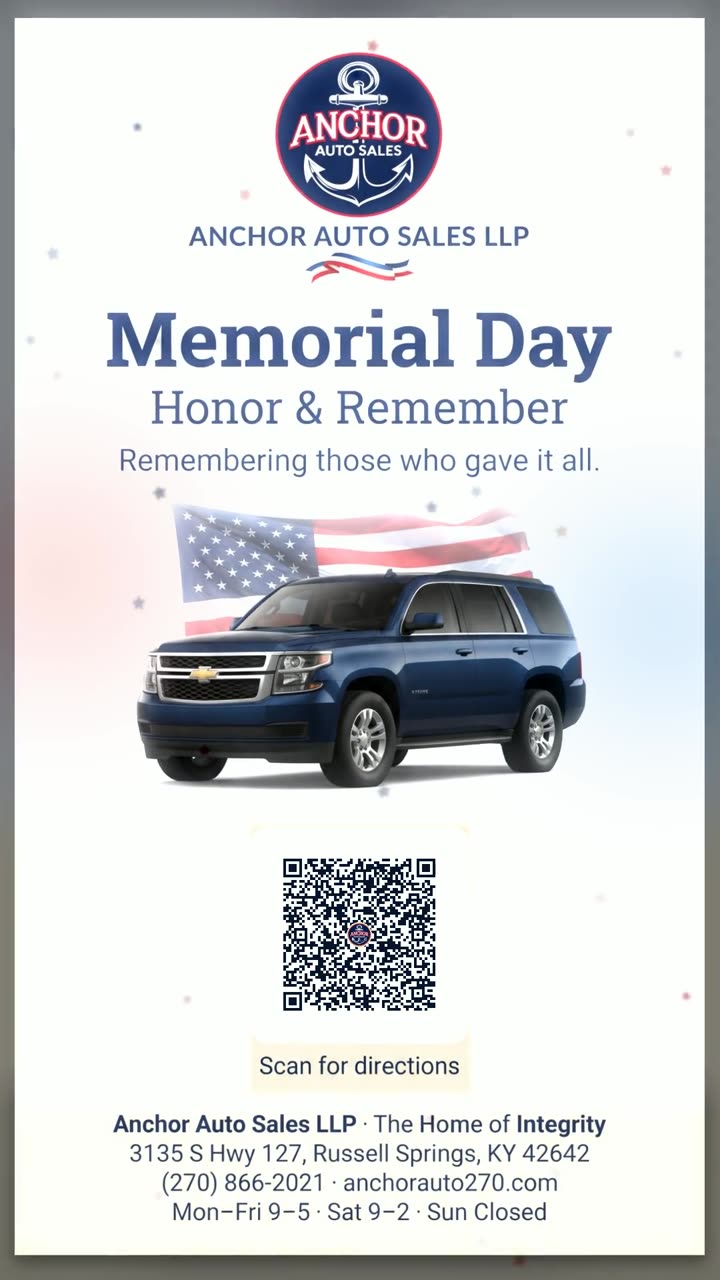 ANCHOR
AUTO SALES
ANCHOR AUTO SALES LLP
Memorial Day
Honor & Remember
Remembering those who gave it all.
Scan for directions
Anchor Auto Sales LLP · The Home of Integrity
3135 S Hwy 127, Russell Springs, KY 42642
(270) 866-2021 · anchorauto270.com
Mon–Fri 9–5 · Sat 9–2 · Sun Closed